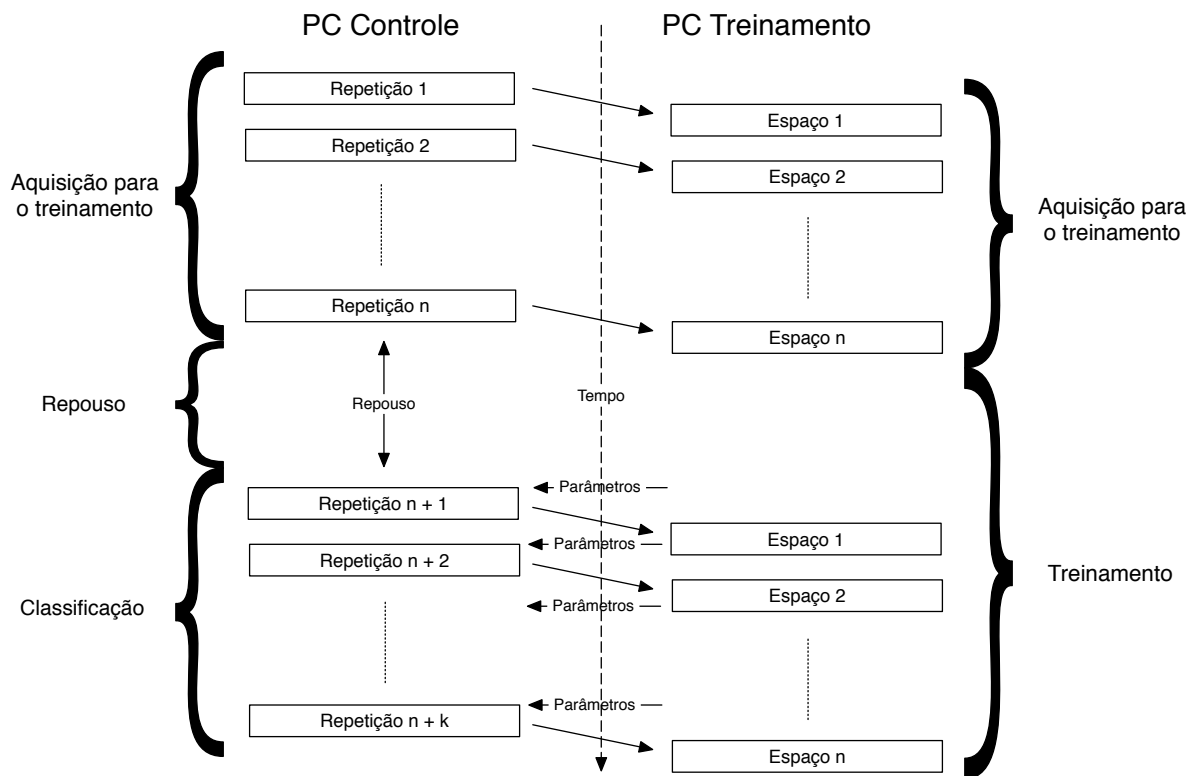 PC Controle
PC Treinamento
Repetição 1
Espaço 1
Repetição 2
Espaço 2
Aquisição para
o treinamento
Aquisição para
o treinamento
Repetição n
Espaço n
Repouso
Repouso
Tempo
Parâmetros
Repetição n + 1
Espaço 1
Parâmetros
Repetição n + 2
Espaço 2
Treinamento
Classificação
Parâmetros
Parâmetros
Repetição n + k
Espaço n